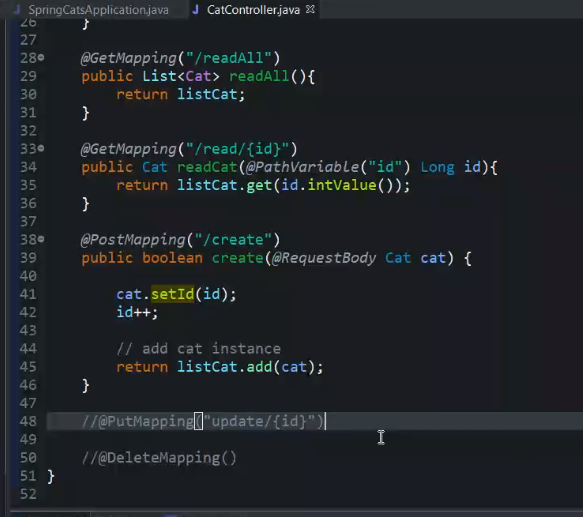 SpringCatsApplication.java CatController.java
26 }
27
28 @GetMapping("/readAll")
29 public List<Cat> readAll(){
30 return listCat;
31 }
32
33 @GetMapping("/read/{id}")
34 public Cat readCat(@PathVariable("id") Long id){
35 return listCat.get(id.intValue());
36 }
37
38 @PostMapping("/create")
39 public boolean create(@RequestBody Cat cat) {
40
41 cat.setId(id);
42 id++;
43
44 // add cat instance
45 return listCat.add(cat);
46 }
47
48 //@PutMapping("update/{id}")
49
50 //@DeleteMapping()
51 }
52